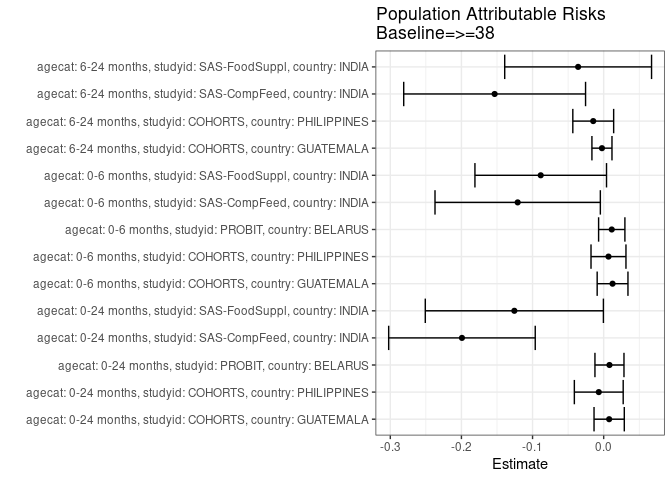 Population Attributable Risks
Baseline=>=38
agecat: 6-24 months, studyid: SAS-FoodSuppl, country: INDIA
agecat: 6-24 months, studyid: SAS-CompFeed, country: INDIA
agecat: 6-24 months, studyid: COHORTS, country: PHILIPPINES
agecat: 6-24 months, studyid: COHORTS, country: GUATEMALA
agecat: 0-6 months, studyid: SAS-FoodSuppl, country: INDIA
agecat: 0-6 months, studyid: SAS-CompFeed, country: INDIA
agecat: 0-6 months, studyid: PROBIT, country: BELARUS
agecat: 0-6 months, studyid: COHORTS, country: PHILIPPINES
agecat: 0-6 months, studyid: COHORTS, country: GUATEMALA
agecat: 0-24 months, studyid: SAS-FoodSuppl, country: INDIA
agecat: 0-24 months, studyid: SAS-CompFeed, country: INDIA
agecat: 0-24 months, studyid: PROBIT, country: BELARUS
agecat: 0-24 months, studyid: COHORTS, country: PHILIPPINES
agecat: 0-24 months, studyid: COHORTS, country: GUATEMALA
-0.3 -0.2 -0.1 0.0
Estimate